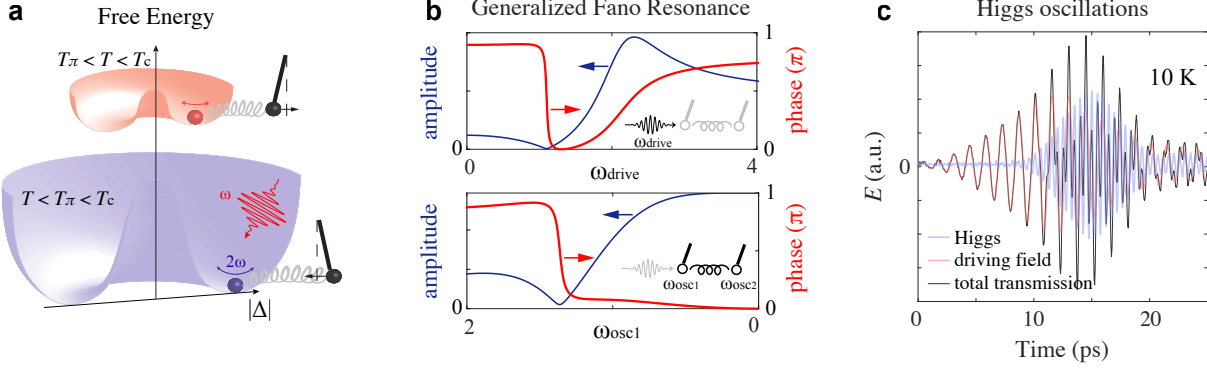 a
Free Energy
Tπ < T < Tc
T < Tπ < Tc
ω
2ω
|Δ|
b
Generalized Fano Resonance
amplitude
phase (π)
1
0
0
ωdrive
0
4
ωdrive
amplitude
phase (π)
1
0
0
ωosc1
ωosc2
2
0
ωosc1
c
Higgs oscillations
10 K
E (a.u.)
0
Higgs
driving field
total transmission
0
10
20
Time (ps)